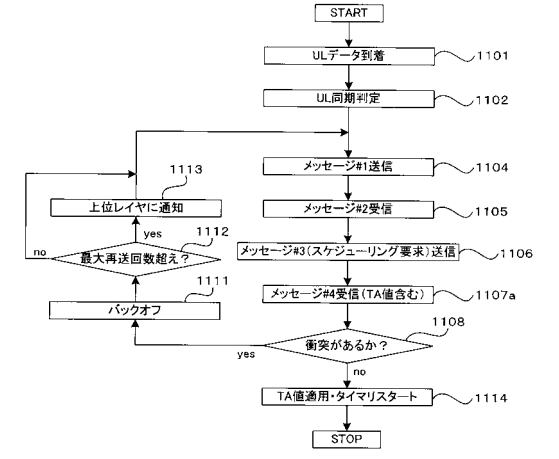 START
ULデータ到着
1101
UL同期判定
1102
メッセージ#1送信
1104
メッセージ#2受信
1105
メッセージ#3(スケジューリング要求)送信
1106
メッセージ#4受信(TA値含む)
1107a
衝突があるか?
1108
yes
no
バックオフ
1111
最大再送回数超え?
1112
no
yes
上位レイヤに通知
1113
TA値適用・タイマリスタート
1114
STOP